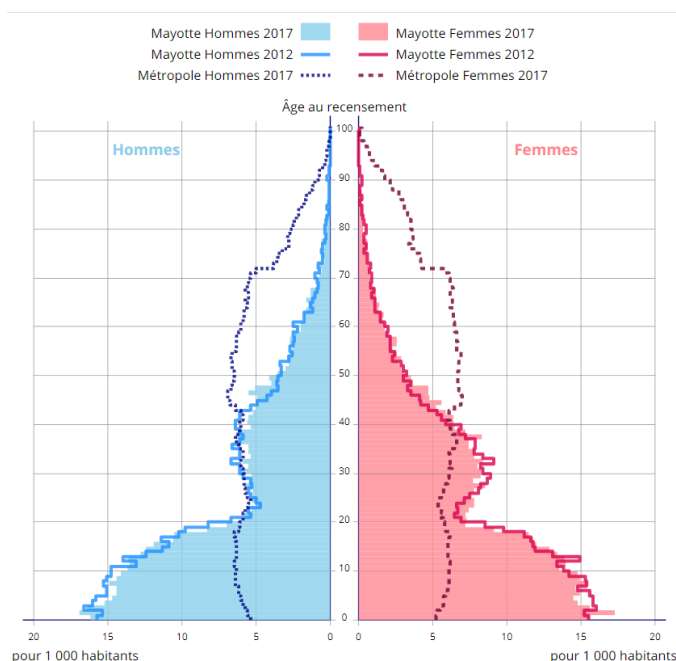 Mayotte Hommes 2017 Mayotte Femmes 2017
Mayotte Hommes 2012 Mayotte Femmes 2012
Métropole Hommes 2017 Métropole Femmes 2017
Âge au recensement
100
Hommes Femmes
90
80
70
60
50
40
30
20
10
0
20 15 10 5 0 0 5 10 15 20
pour 1 000 habitants pour 1 000 habitants